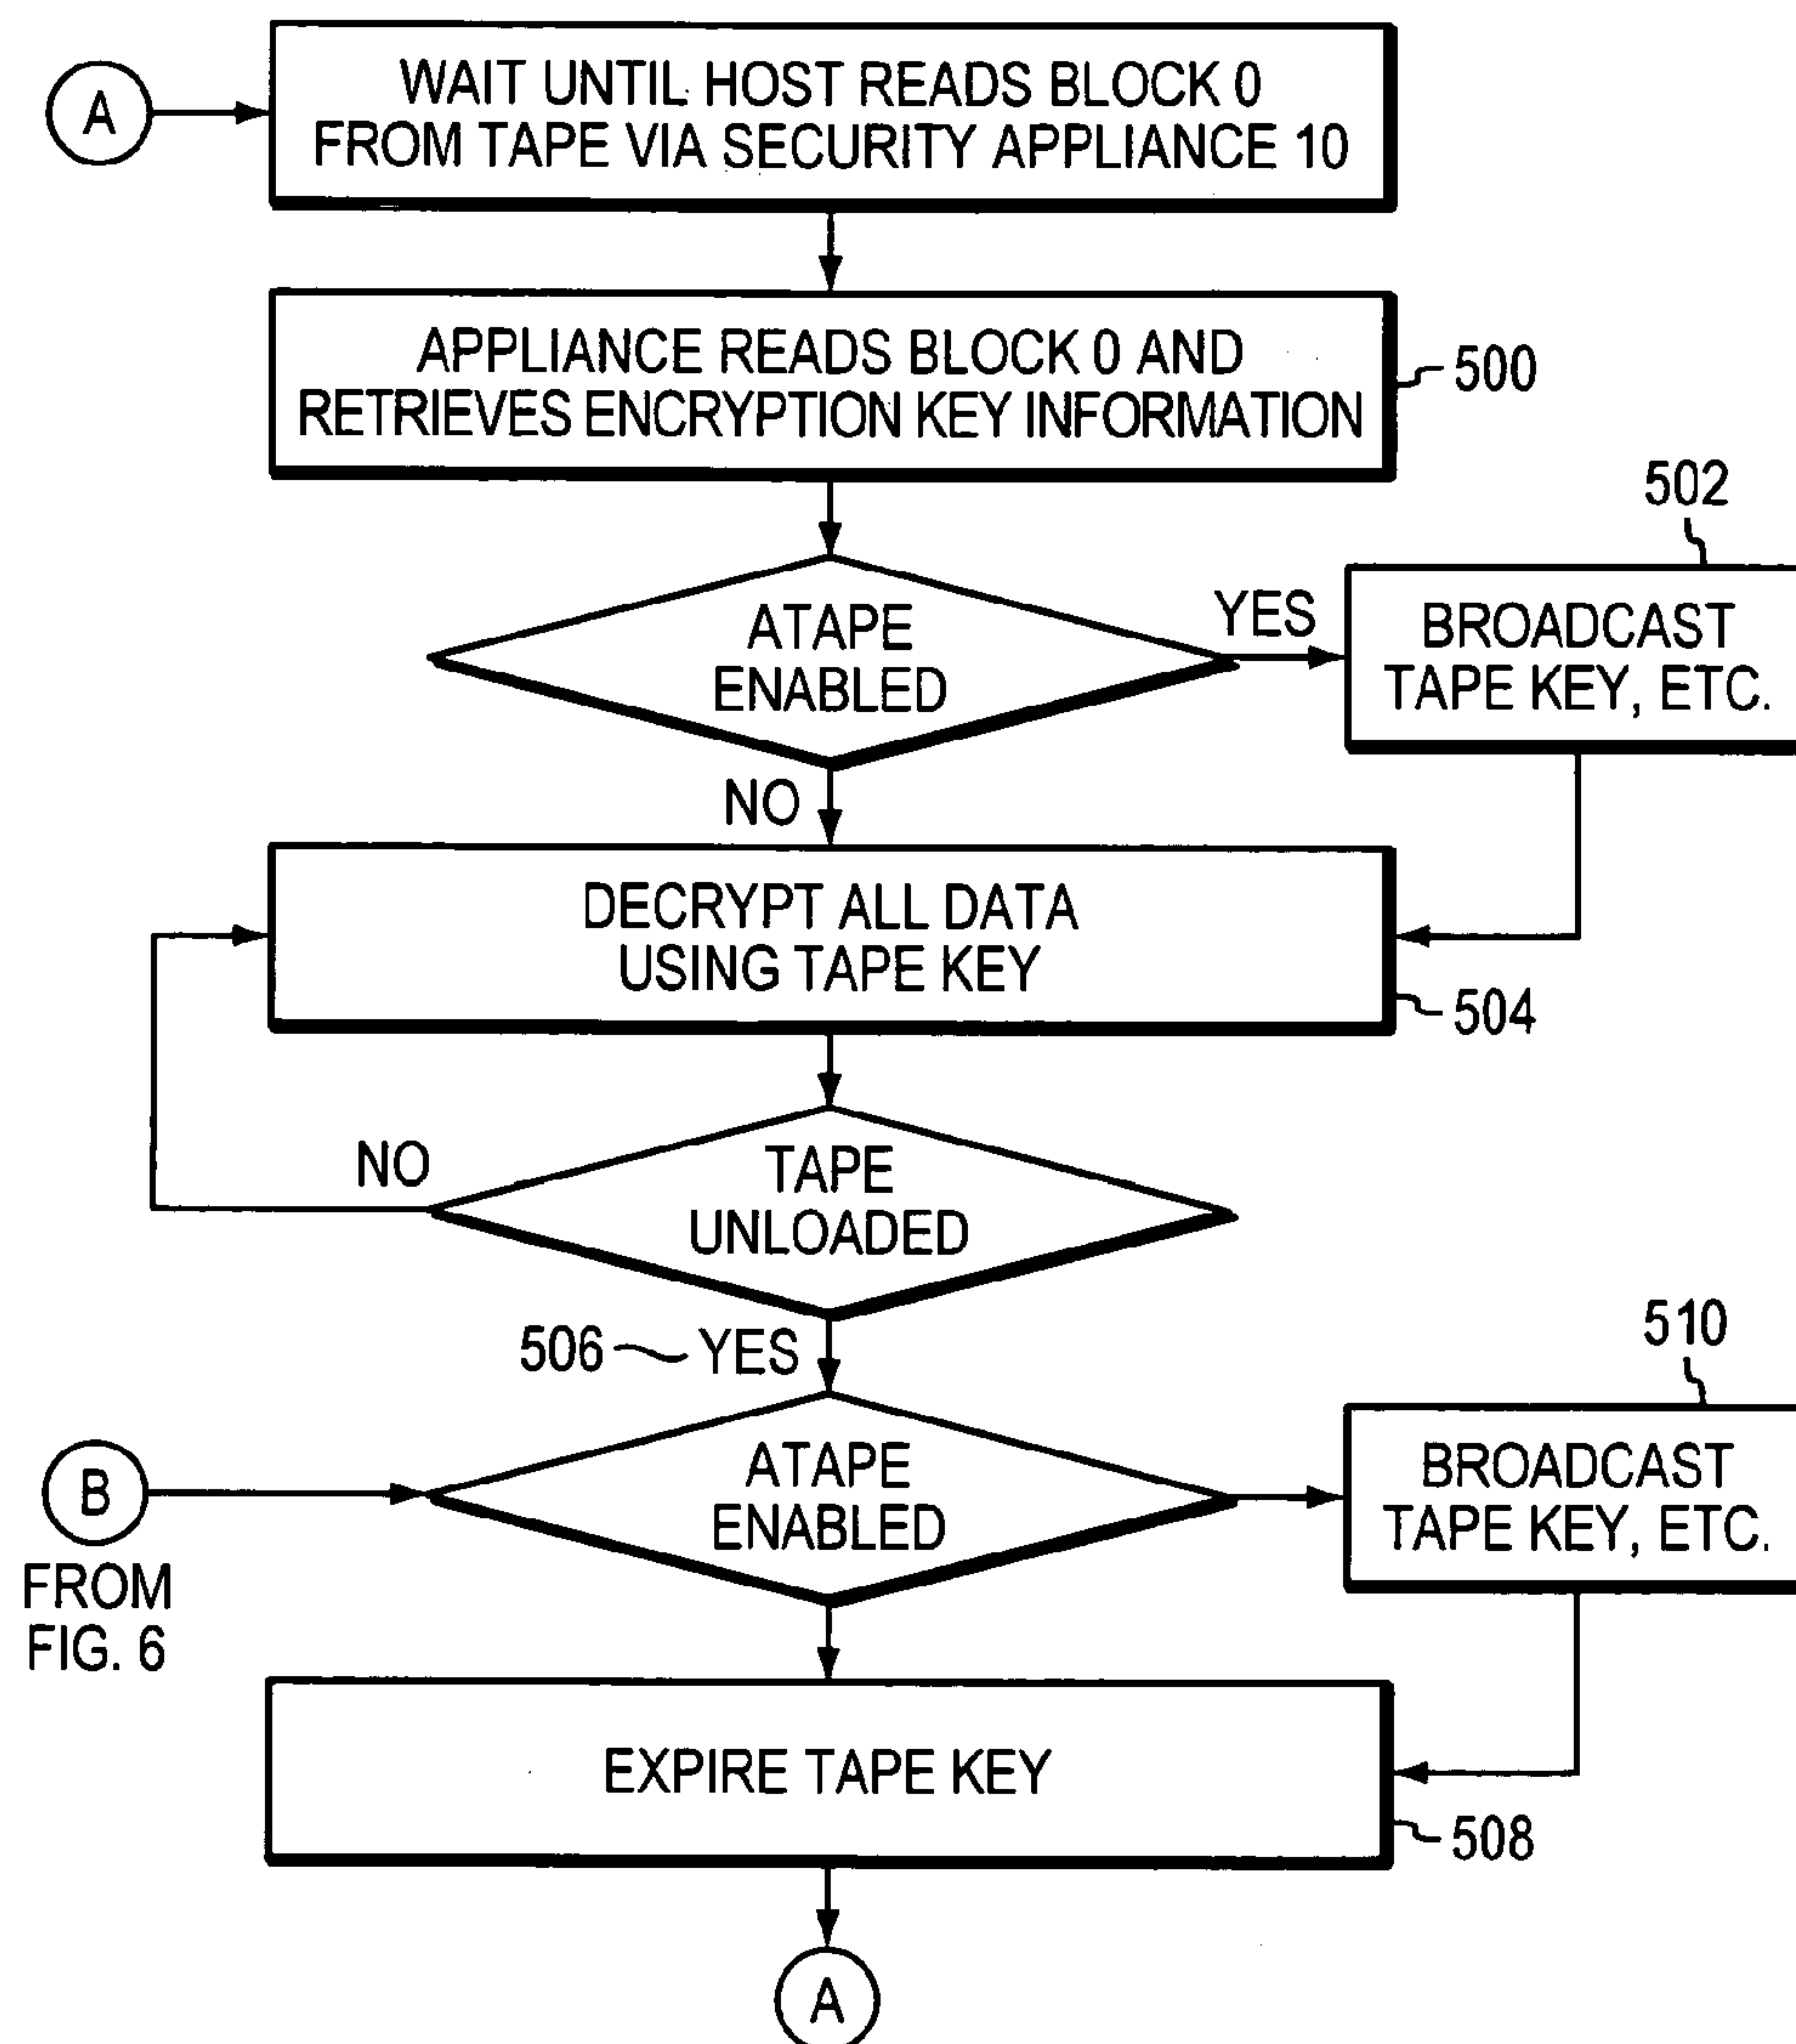 A
WAIT UNTIL HOST READS BLOCK 0
FROM TAPE VIA SECURITY APPLIANCE 10
APPLIANCE READS BLOCK 0 AND
RETRIEVES ENCRYPTION KEY INFORMATION
500
502
ATAPE
ENABLED
YES
BROADCAST
TAPE KEY, ETC.
NO
DECRYPT ALL DATA
USING TAPE KEY
504
NO
TAPE
UNLOADED
506
YES
510
B
FROM
FIG. 6
ATAPE
ENABLED
BROADCAST
TAPE KEY, ETC.
EXPIRE TAPE KEY
508
A